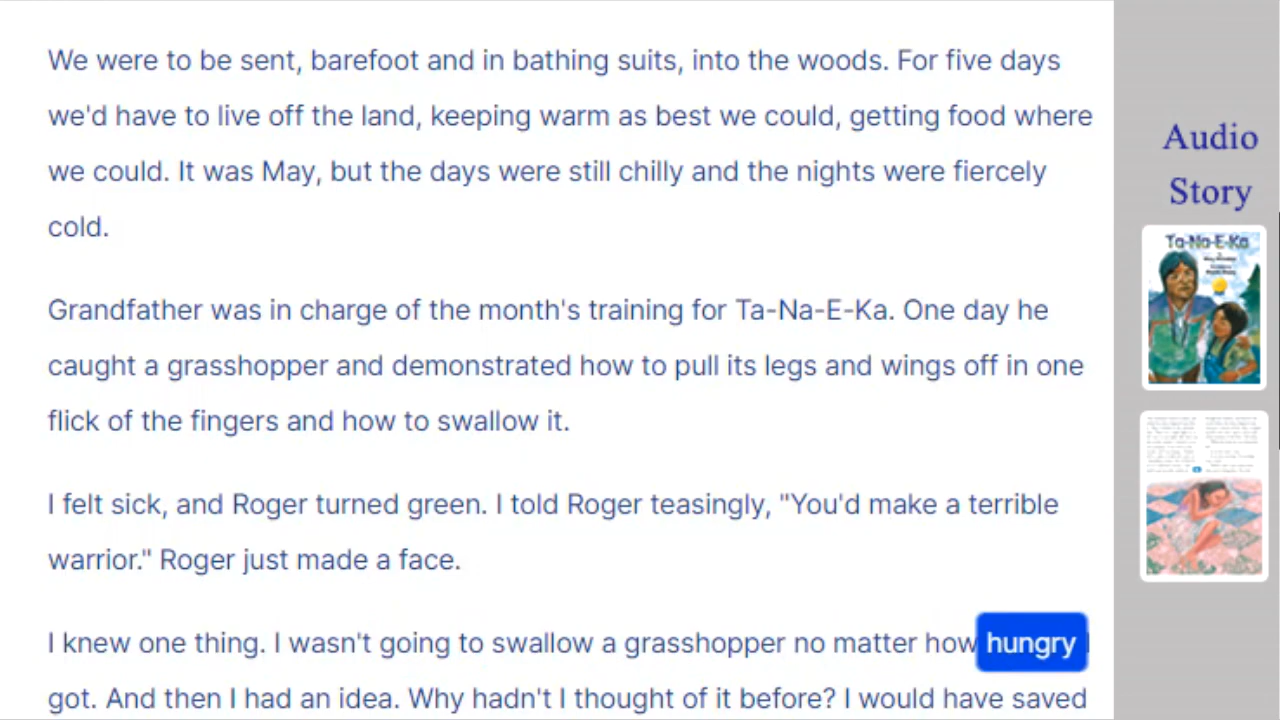 We were to be sent, barefoot and in bathing suits, into the woods. For five days
we'd have to live off the land, keeping warm as best we could, getting food where
we could. It was May, but the days were still chilly and the nights were fiercely
cold.
Grandfather was in charge of the month's training for Ta-Na-E-Ka. One day he
caught a grasshopper and demonstrated how to pull its legs and wings off in one
flick of the fingers and how to swallow it.
I felt sick, and Roger turned green. I told Roger teasingly, "You'd make a terrible
warrior." Roger just made a face.
I knew one thing. I wasn't going to swallow a grasshopper no matter how hungry I
got. And then I had an idea. Why hadn't I thought of it before? I would have saved
Audio
Story
Ta-Na-E-Ka